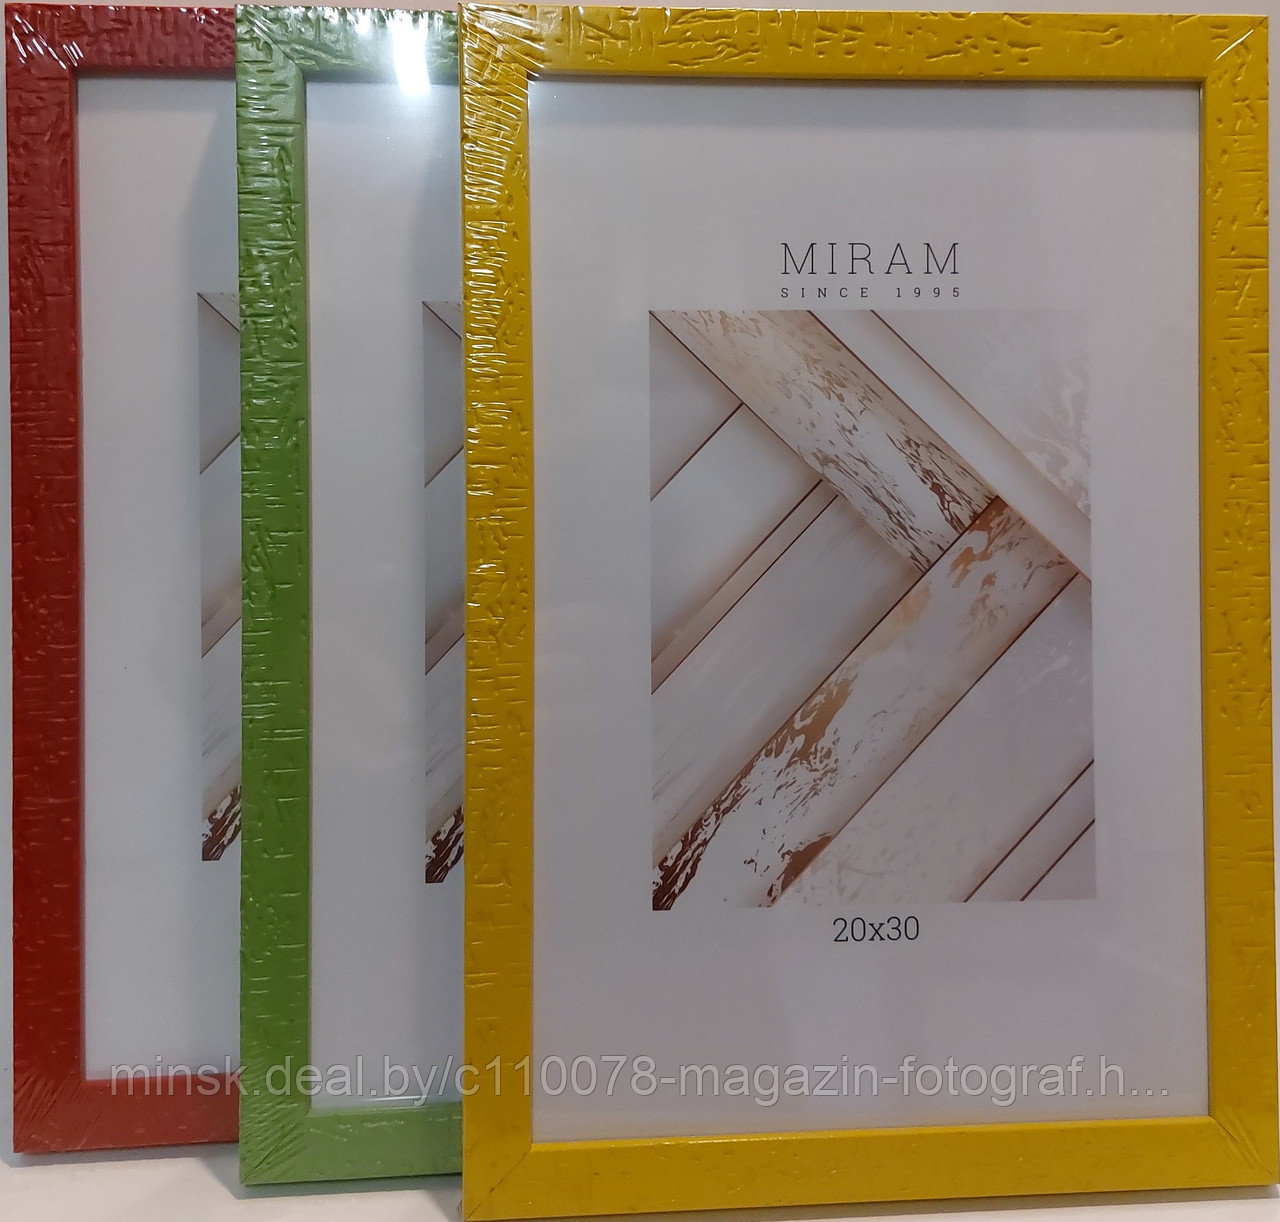 MIRAM
SINCE 1995
20x30
minsk.deal.by/c110078-magazin-fotograf.h...